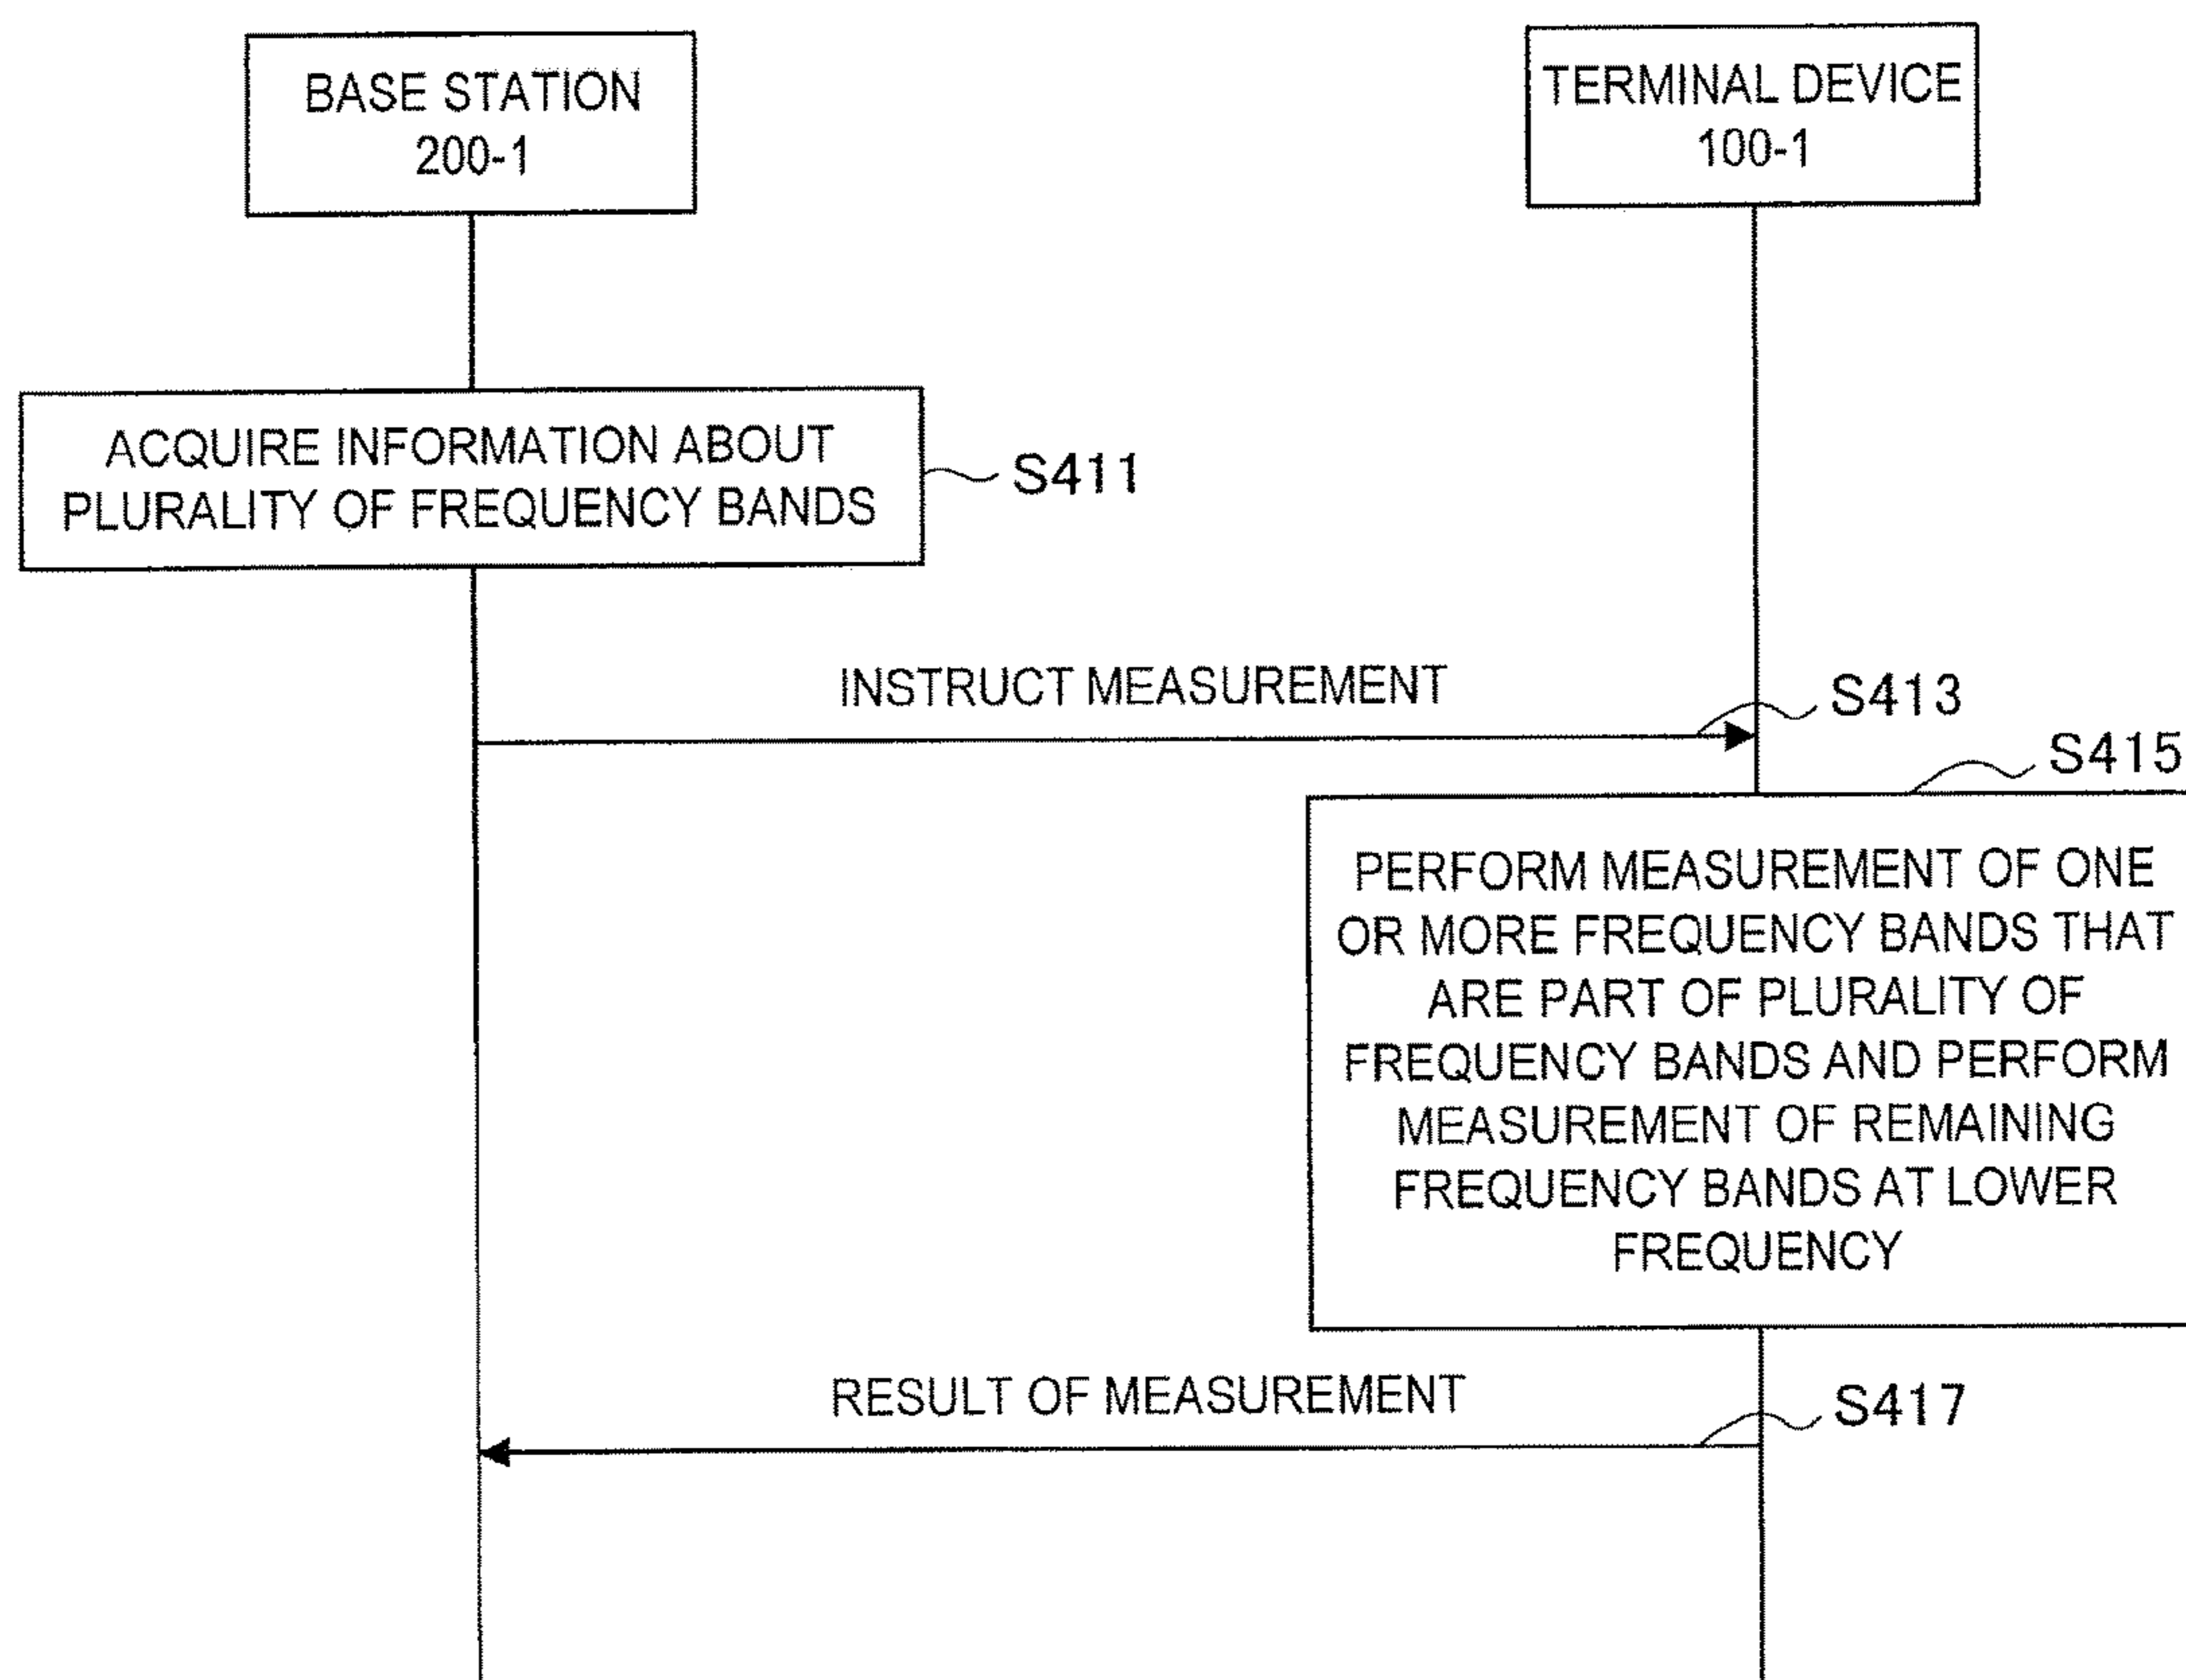 BASE STATION
200-1
TERMINAL DEVICE
100-1
ACQUIRE INFORMATION ABOUT
PLURALITY OF FREQUENCY BANDS
S411
INSTRUCT MEASUREMENT
S413
S415
PERFORM MEASUREMENT OF ONE
OR MORE FREQUENCY BANDS THAT
ARE PART OF PLURALITY OF
FREQUENCY BANDS AND PERFORM
MEASUREMENT OF REMAINING
FREQUENCY BANDS AT LOWER
FREQUENCY
RESULT OF MEASUREMENT
S417